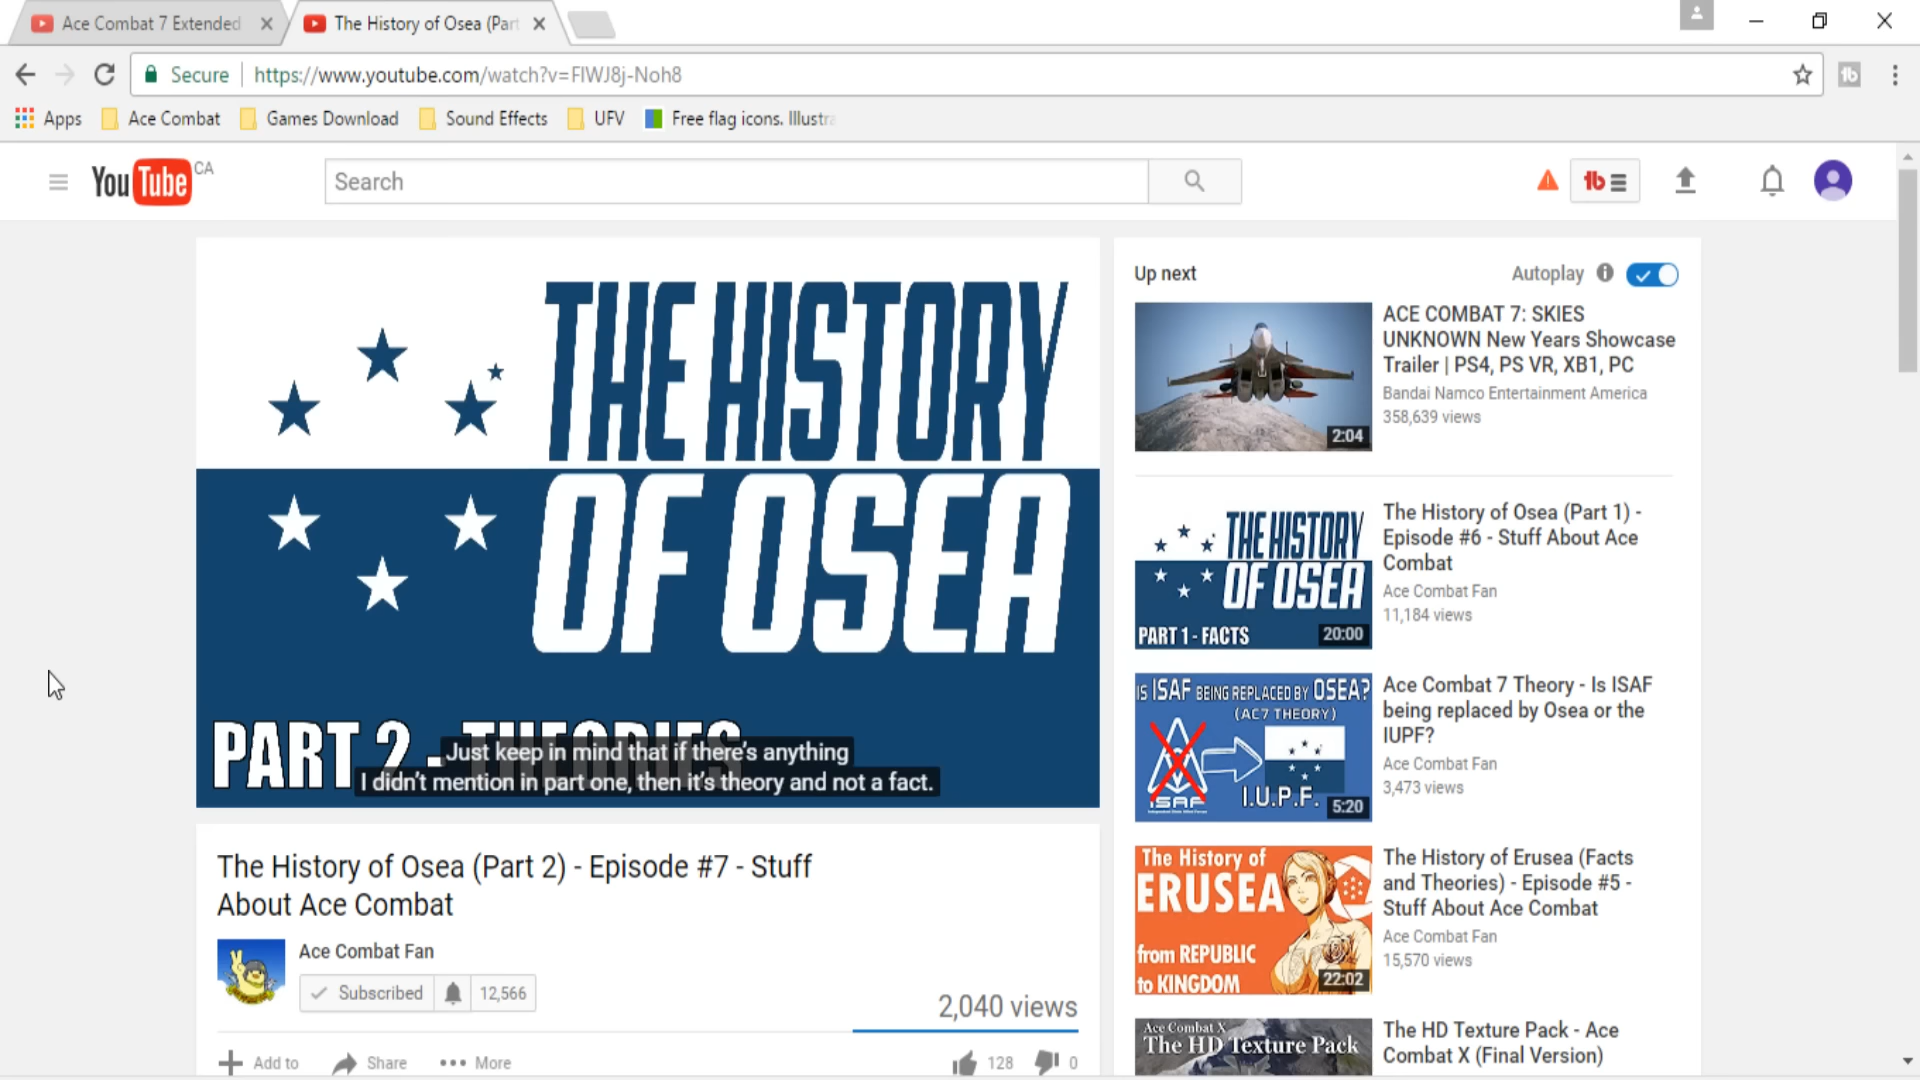 Ace Combat 7 Extended
The History of Osea (Part
Secure
https://www.youtube.com/watch?v=FIWJ8j-Noh8
Apps
Ace Combat
Games Download
Sound Effects
UFV
Free flag icons. Illustra
YouTube CA
Search
THE HISTORY
OF OSEA
PART 2 - THEORIES
Just keep in mind that if there's anything
I didn't mention in part one, then it's theory and not a fact.
The History of Osea (Part 2) - Episode #7 - Stuff
About Ace Combat
Ace Combat Fan
Subscribed
12,566
2,040 views
Add to
Share
More
128
0
Up next
Autoplay
2:04
ACE COMBAT 7: SKIES
UNKNOWN New Years Showcase
Trailer | PS4, PS VR, XB1, PC
Bandai Namco Entertainment America
358,639 views
THE HISTORY
OF OSEA
PART 1 - FACTS
20:00
The History of Osea (Part 1) -
Episode #6 - Stuff About Ace
Combat
Ace Combat Fan
11,184 views
IS ISAF BEING REPLACED BY OSEA?
(AC7 THEORY)
ISAF
I.U.P.F.
5:20
Ace Combat 7 Theory - Is ISAF
being replaced by Osea or the
IUPF?
Ace Combat Fan
3,473 views
The History of
ERUSEA
from REPUBLIC
to KINGDOM
22:02
The History of Erusea (Facts
and Theories) - Episode #5 -
Stuff About Ace Combat
Ace Combat Fan
15,570 views
Ace Combat X
The HD Texture Pack
The HD Texture Pack - Ace
Combat X (Final Version)